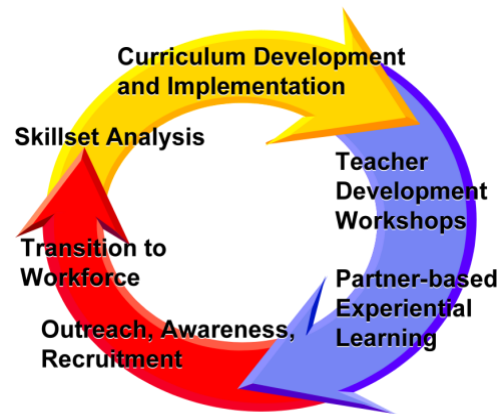 Curriculum Development
and Implementation
Skillset Analysis
Teacher
Development
Workshops
Transition to
Workforce
Partner-based
Experiential
Learning
Outreach, Awareness,
Recruitment